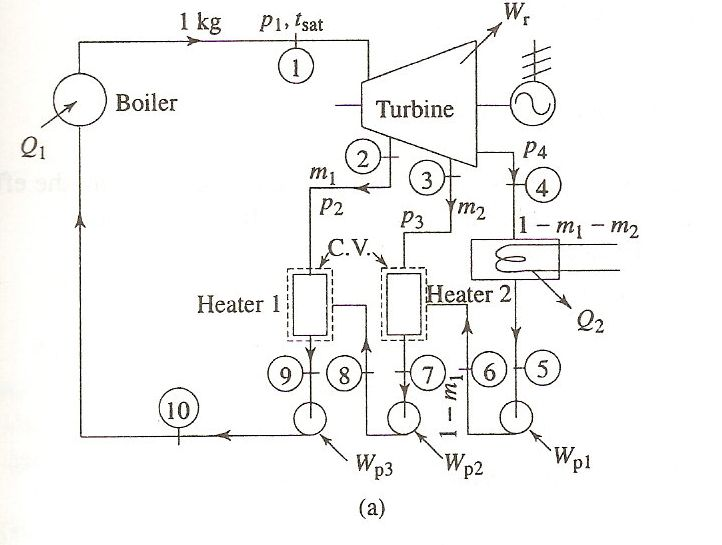 1 kg
p1, tsat
Wr
1
Boiler
Turbine
Q1
2
3
p4
4
m1
p2
p3
m2
1 − m1 − m2
C.V.
Heater 1
Heater 2
Q2
9
8
7
6
5
1 − m1
10
Wp3
Wp2
Wp1
(a)